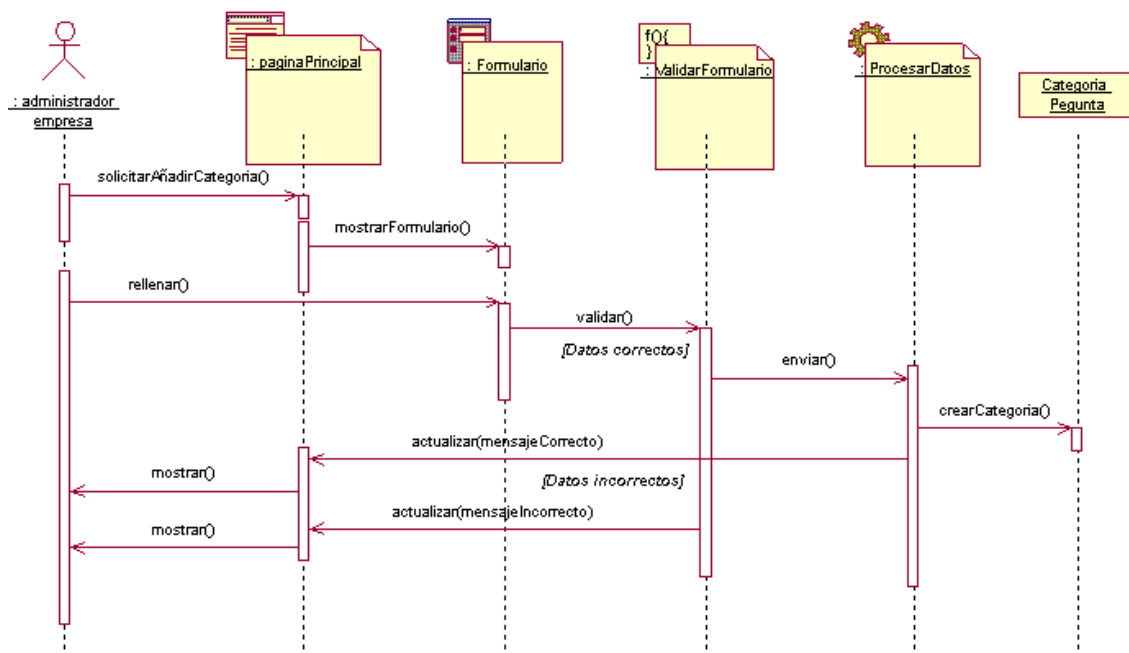 fO{
}
: paginaPrincipal
: Formulario
: validarFormulario
: ProcesarDatos
Categoria
Pegunta
: administrador
empresa
solicitarAñadirCategoria()
mostrarFormulario()
rellenar()
validar()
[Datos correctos]
enviar()
crearCategoria()
actualizar(mensajeCorrecto)
mostrar()
[Datos incorrectos]
actualizar(mensajeIncorrecto)
mostrar()